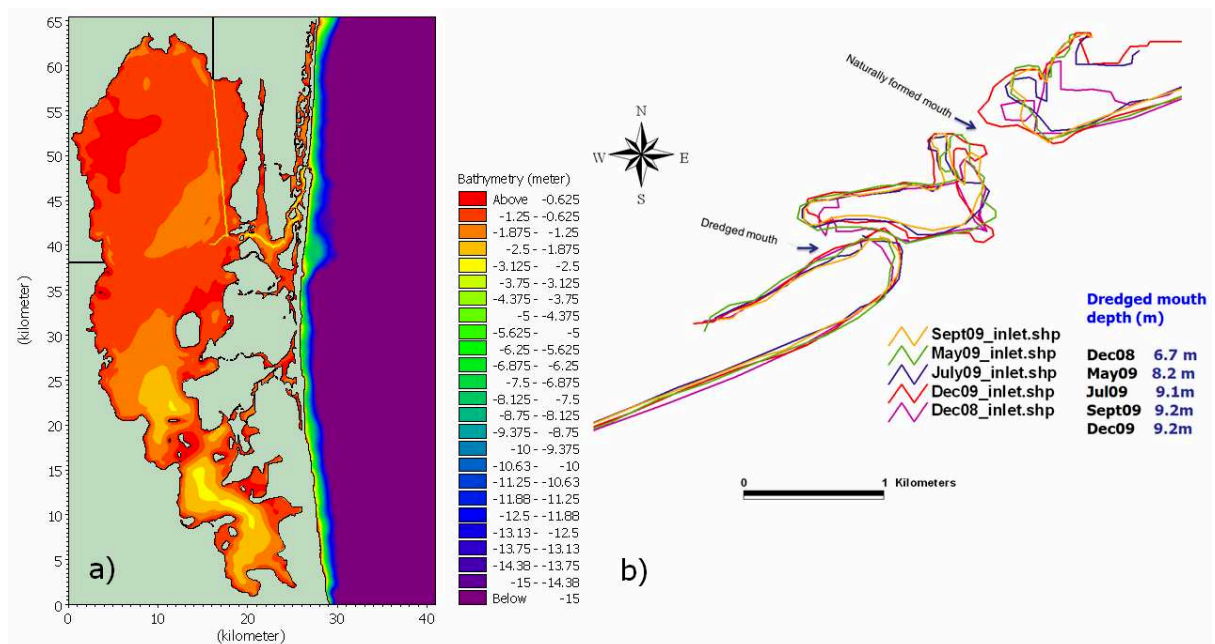 65
60
55
50
45
40
35
30
25
20
15
10
5
0
(kilometer)
0 10 20 30 40
(kilometer)
a)
Bathymetry (meter)
Above -0.625
-1.25 - -0.625
-1.875 - -1.25
-2.5 - -1.875
-3.125 - -2.5
-3.75 - -3.125
-4.375 - -3.75
-5 - -4.375
-5.625 - -5
-6.25 - -5.625
-6.875 - -6.25
-7.5 - -6.875
-8.125 - -7.5
-8.75 - -8.125
-9.375 - -8.75
-10 - -9.375
-10.63 - -10
-11.25 - -10.63
-11.88 - -11.25
-12.5 - -11.88
-13.13 - -12.5
-13.75 - -13.13
-14.38 - -13.75
-15 - -14.38
Below -15
N
W E
S
Naturally formed mouth
Dredged mouth
Sept09_inlet.shp
May09_inlet.shp
July09_inlet.shp
Dec09_inlet.shp
Dec08_inlet.shp
Dredged mouth
depth (m)
Dec08 6.7 m
May09 8.2 m
Jul09 9.1m
Sept09 9.2m
Dec09 9.2m
0 1 Kilometers
b)